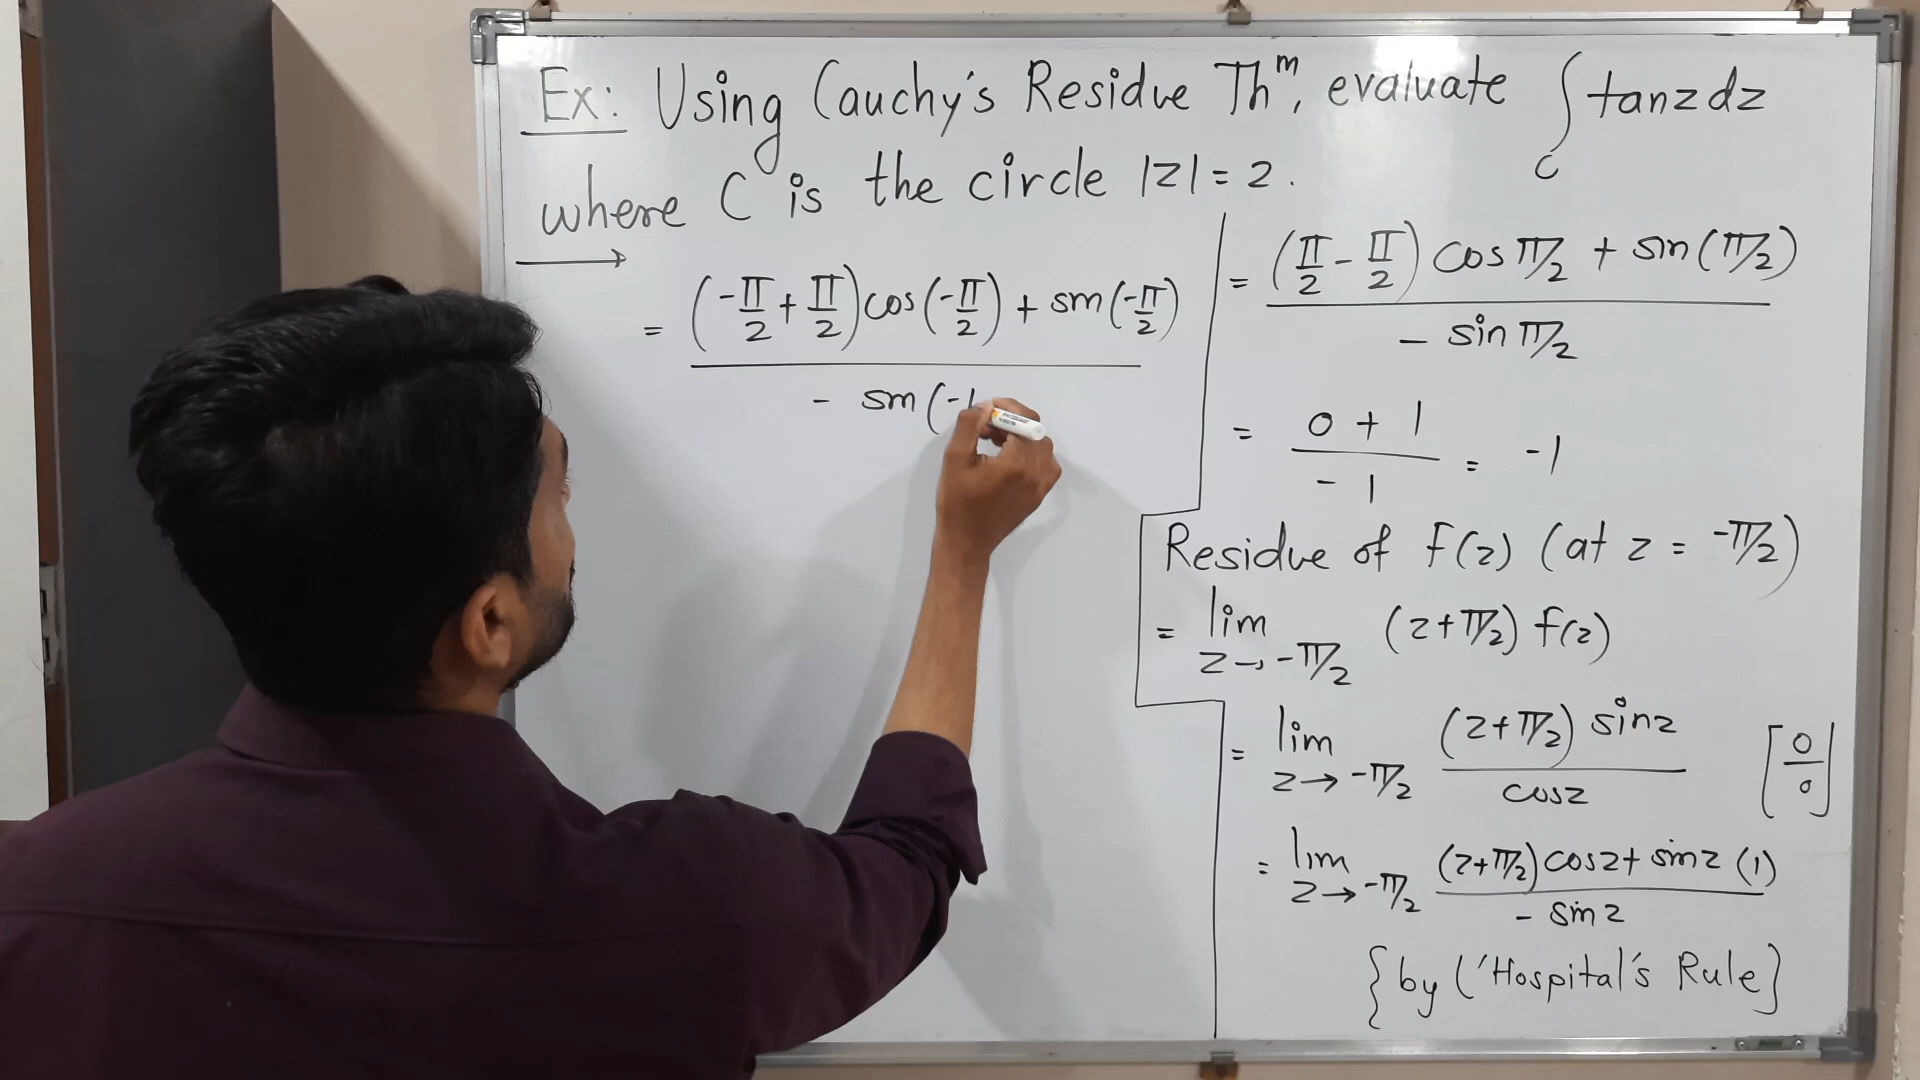 Ex: Using Cauchy's Residue Thᵐ, evaluate ∫_C tanz dz
where C is the circle |z| = 2.
= ((-π/2 + π/2) cos(-π/2) + sin(-π/2)) / (- sin(-
= ((π/2 - π/2) cos π/2 + sin(π/2)) / (- sin π/2)
= (0 + 1) / (- 1) = -1
Residue of f(z) (at z = -π/2)
= lim z→-π/2 (z+π/2) f(z)
= lim z→-π/2 ((z+π/2) sinz) / (cosz) [0/0]
= lim z→-π/2 ((z+π/2) cosz + sinz (1)) / (- sinz)
{by L'Hospital's Rule}